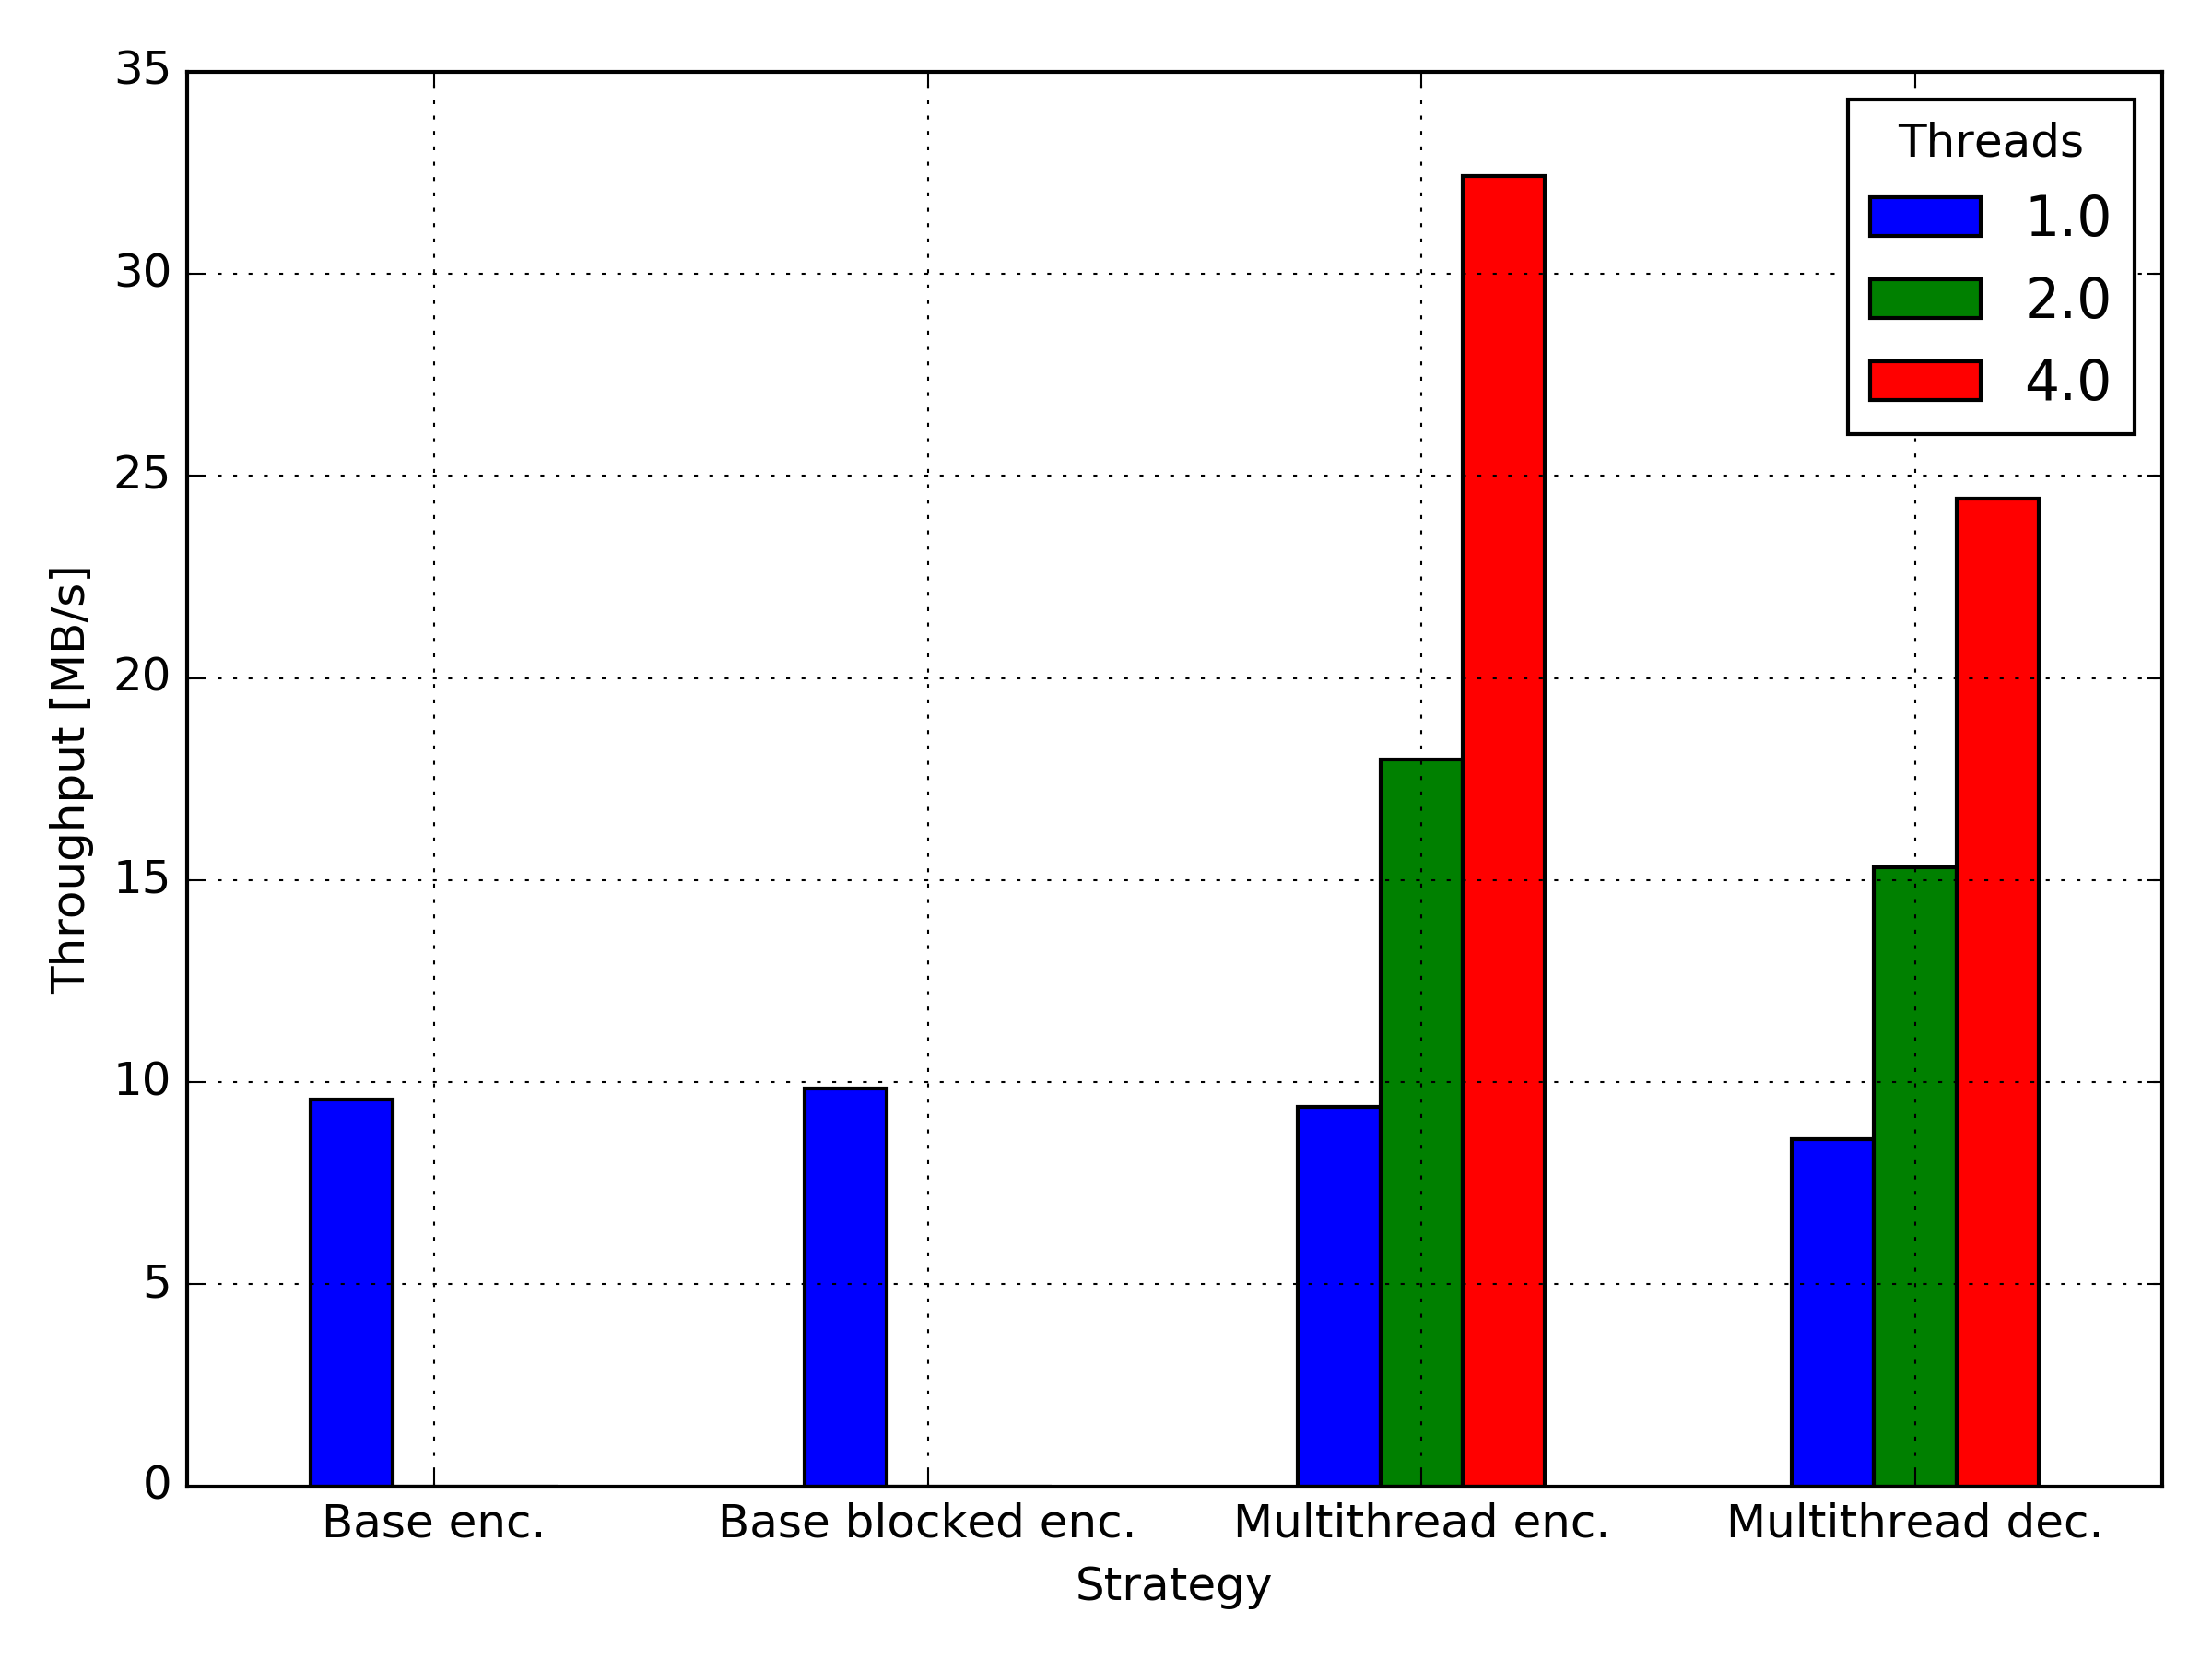 35
30
25
20
15
10
5
0
Throughput [MB/s]
Threads
1.0
2.0
4.0
Base enc.
Base blocked enc.
Multithread enc.
Multithread dec.
Strategy